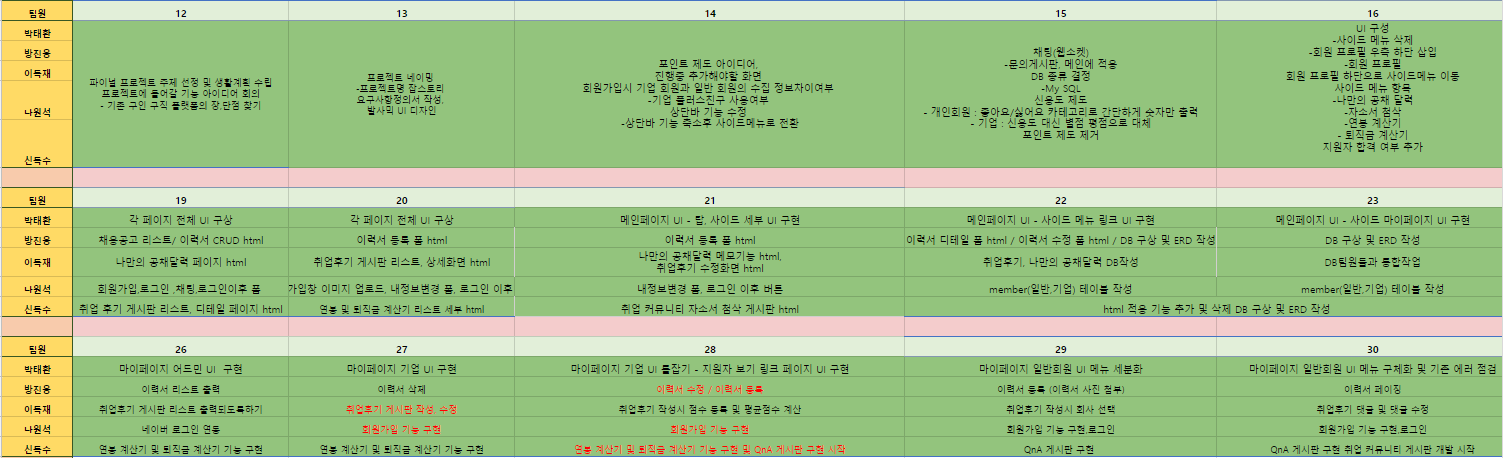 팀원 12 13 14 15 16
박태환
방진용
이득재
나원석
신득수
파이널 프로젝트 주제 선정 및 생활계획 수립
프로젝트에 들어갈 기능 아이디어 회의
- 기존 구인 구직 플랫폼의 장,단점 찾기
프로젝트 네이밍
-프로젝트명 잡스토리
요구사항정의서 작성,
발사믹 UI 디자인
포인트 제도 아이디어,
진행중 추가해야할 화면
회원가입시 기업 회원과 일반 회원의 수집 정보차이여부
-기업 플러스친구 사용여부
상단바 기능 수정
-상단바 기능 축소후 사이드메뉴로 전환
채팅(웹소켓)
-문의게시판, 메인에 적용
DB 종류 결정
-My SQL
신용도 제도
- 개인회원 : 좋아요/싫어요 카테고리로 간단하게 숫자만 출력
- 기업 : 신용도 대신 별점 평점으로 대체
포인트 제도 제거
UI 구성
-사이드 메뉴 삭제
-회원 프로필 우측 하단 삽입
-회원 프로필
회원 프로필 하단으로 사이드메뉴 이동
사이드 메뉴 항목
-나만의 공채 달력
-자소서 첨삭
-연봉 계산기
- 퇴직금 계산기
지원자 합격 여부 추가
팀원 19 20 21 22 23
박태환 각 페이지 전체 UI 구상 각 페이지 전체 UI 구상 메인페이지 UI - 탑, 사이드 세부 UI 구현 메인페이지 UI - 사이드 메뉴 링크 UI 구현 메인페이지 UI - 사이드 마이페이지 UI 구현
방진용 채용공고 리스트/ 이력서 CRUD html 이력서 등록 폼 html 이력서 등록 폼 html 이력서 디테일 폼 html / 이력서 수정 폼 html / DB 구상 및 ERD 작성 DB 구상 및 ERD 작성
이득재 나만의 공채달력 페이지 html 취업후기 게시판 리스트, 상세화면 html 나만의 공채달력 메모기능 html,
취업후기 수정화면 html 취업후기, 나만의 공채달력 DB작성 DB팀원들과 통합작업
나원석 회원가입,로그인 ,채팅,로그인이후 폼 가입창 이미지 업로드, 내정보변경 폼, 로그인 이후 내정보변경 폼, 로그인 이후 버튼 member(일반,기업) 테이블 작성 member(일반,기업) 테이블 작성
신득수 취업 후기 게시판 리스트, 디테일 페이지 html 연봉 및 퇴직금 계산기 리스트 세부 html 취업 커뮤니티 자소서 첨삭 게시판 html html 적용 기능 추가 및 삭제 DB 구상 및 ERD 작성
팀원 26 27 28 29 30
박태환 마이페이지 어드민 UI 구현 마이페이지 기업 UI 구현 마이페이지 기업 UI 틀잡기 - 지원자 보기 링크 페이지 UI 구현 마이페이지 일반회원 UI 메뉴 세분화 마이페이지 일반회원 UI 메뉴 구체화 및 기존 에러 점검
방진용 이력서 리스트 출력 이력서 삭제 이력서 수정 / 이력서 등록 이력서 등록 (이력서 사진 첨부) 이력서 페이징
이득재 취업후기 게시판 리스트 출력되도록하기 취업후기 게시판 작성, 수정 취업후기 작성시 점수 등록 및 평균점수 계산 취업후기 작성시 회사 선택 취업후기 댓글 및 댓글 수정
나원석 네이버 로그인 연동 회원가입 기능 구현 회원가입 기능 구현 회원가입 기능 구현,로그인 회원가입 기능 구현,로그인
신득수 연봉 계산기 및 퇴직금 계산기 기능 구현 연봉 계산기 및 퇴직금 계산기 기능 구현 연봉 계산기 및 퇴직금 계산기 기능 구현 및 QnA 게시판 구현 시작 QnA 게시판 구현 QnA 게시판 구현 취업 커뮤니티 게시판 개발 시작